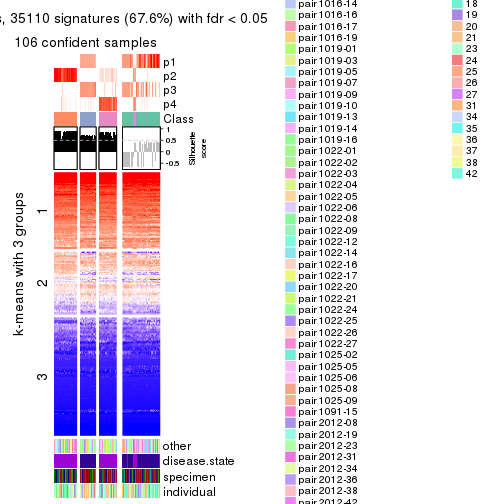 s, 35110 signatures (67.6%) with fdr < 0.05
106 confident samples
p1
p2
p3
p4
Class
1
0.5
0
-0.5
Silhouette
score
k-means with 3 groups
1
2
3
other
disease.state
specimen
individual
pair1016-14
pair1016-16
pair1016-17
pair1016-19
pair1019-01
pair1019-03
pair1019-05
pair1019-07
pair1019-09
pair1019-10
pair1019-13
pair1019-14
pair1019-16
pair1022-01
pair1022-02
pair1022-03
pair1022-04
pair1022-05
pair1022-06
pair1022-08
pair1022-09
pair1022-12
pair1022-14
pair1022-16
pair1022-17
pair1022-20
pair1022-21
pair1022-24
pair1022-25
pair1022-26
pair1022-27
pair1025-02
pair1025-05
pair1025-06
pair1025-08
pair1025-09
pair1091-15
pair2012-08
pair2012-19
pair2012-23
pair2012-31
pair2012-34
pair2012-36
pair2012-38
pair2012-42
18
19
20
21
23
24
25
26
27
31
34
35
36
37
38
42